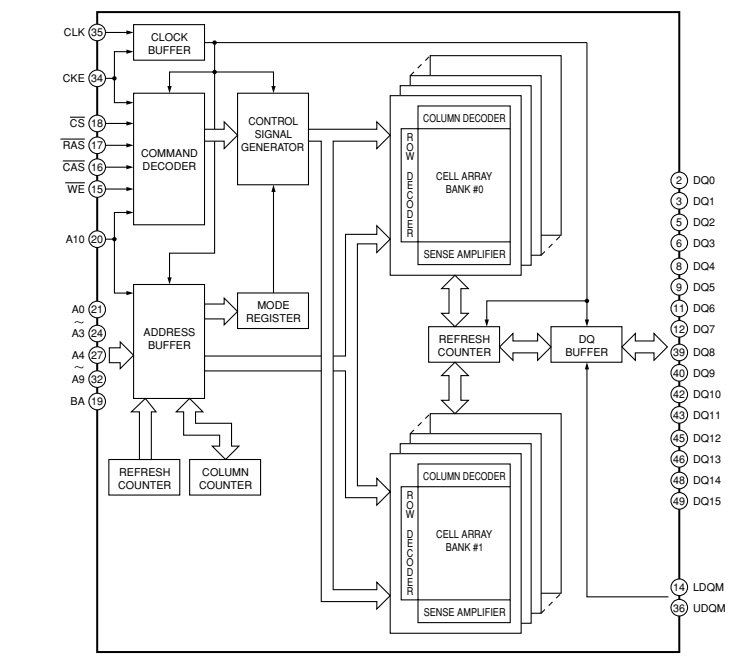 CLK 35
CLOCK
BUFFER
CKE 34
CS 18
RAS 17
CAS 16
WE 15
COMMAND
DECODER
CONTROL
SIGNAL
GENERATOR
A10 20
A0 21
~
A3 24
A4 27
~
A9 32
BA 19
ADDRESS
BUFFER
MODE
REGISTER
REFRESH
COUNTER
COLUMN
COUNTER
COLUMN DECODER
ROW DECODER
CELL ARRAY
BANK #0
SENSE AMPLIFIER
REFRESH
COUNTER
DQ
BUFFER
COLUMN DECODER
ROW DECODER
CELL ARRAY
BANK #1
SENSE AMPLIFIER
2 DQ0
3 DQ1
5 DQ2
6 DQ3
8 DQ4
9 DQ5
11 DQ6
12 DQ7
39 DQ8
40 DQ9
42 DQ10
43 DQ11
45 DQ12
46 DQ13
48 DQ14
49 DQ15
14 LDQM
36 UDQM